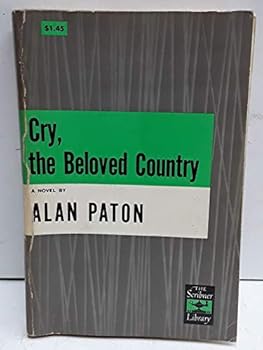 $1.45
Cry,
the Beloved Country
A NOVEL BY
ALAN PATON
THE
Scribner
Library